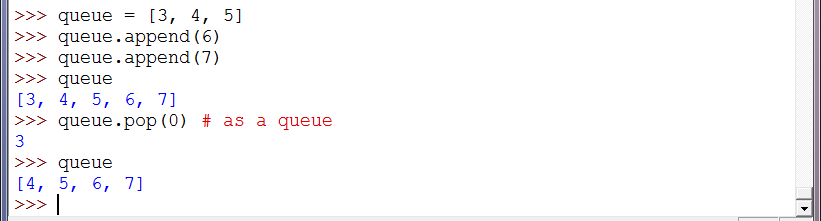 >>> queue = [3, 4, 5]
>>> queue.append(6)
>>> queue.append(7)
>>> queue
[3, 4, 5, 6, 7]
>>> queue.pop(0) # as a queue
3
>>> queue
[4, 5, 6, 7]
>>>